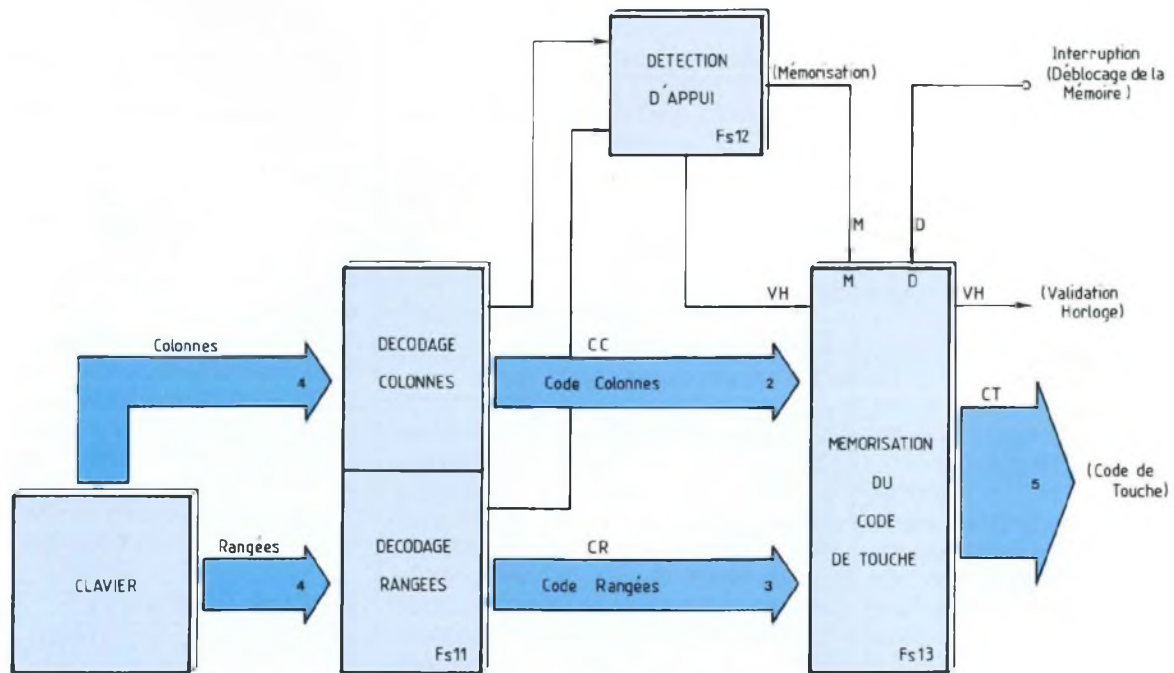 DETECTION
D'APPUI
Fs12
(Mémorisation)
Interruption
(Déblocage de la
Mémoire)
M
D
M
D
VH
VH
(Validation
Horloge)
Colonnes
4
DECODAGE
COLONNES
CC
Code Colonnes
2
CT
5
(Code de
Touche)
MEMORISATION
DU
CODE
DE TOUCHE
Fs13
CLAVIER
Rangées
4
DECODAGE
RANGEES
Fs11
CR
Code Rangées
3